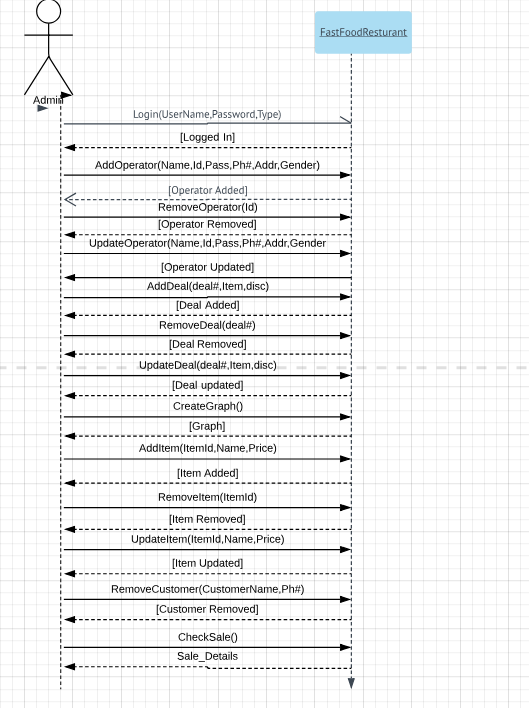 FastFoodResturant
Admin
Login(UserName,Password,Type)
[Logged In]
AddOperator(Name,Id,Pass,Ph#,Addr,Gender)
[Operator Added]
RemoveOperator(Id)
[Operator Removed]
UpdateOperator(Name,Id,Pass,Ph#,Addr,Gender
[Operator Updated]
AddDeal(deal#,Item,disc)
[Deal Added]
RemoveDeal(deal#)
[Deal Removed]
UpdateDeal(deal#,Item,disc)
[Deal updated]
CreateGraph()
[Graph]
AddItem(ItemId,Name,Price)
[Item Added]
RemoveItem(ItemId)
[Item Removed]
UpdateItem(ItemId,Name,Price)
[Item Updated]
RemoveCustomer(CustomerName,Ph#)
[Customer Removed]
CheckSale()
Sale_Details